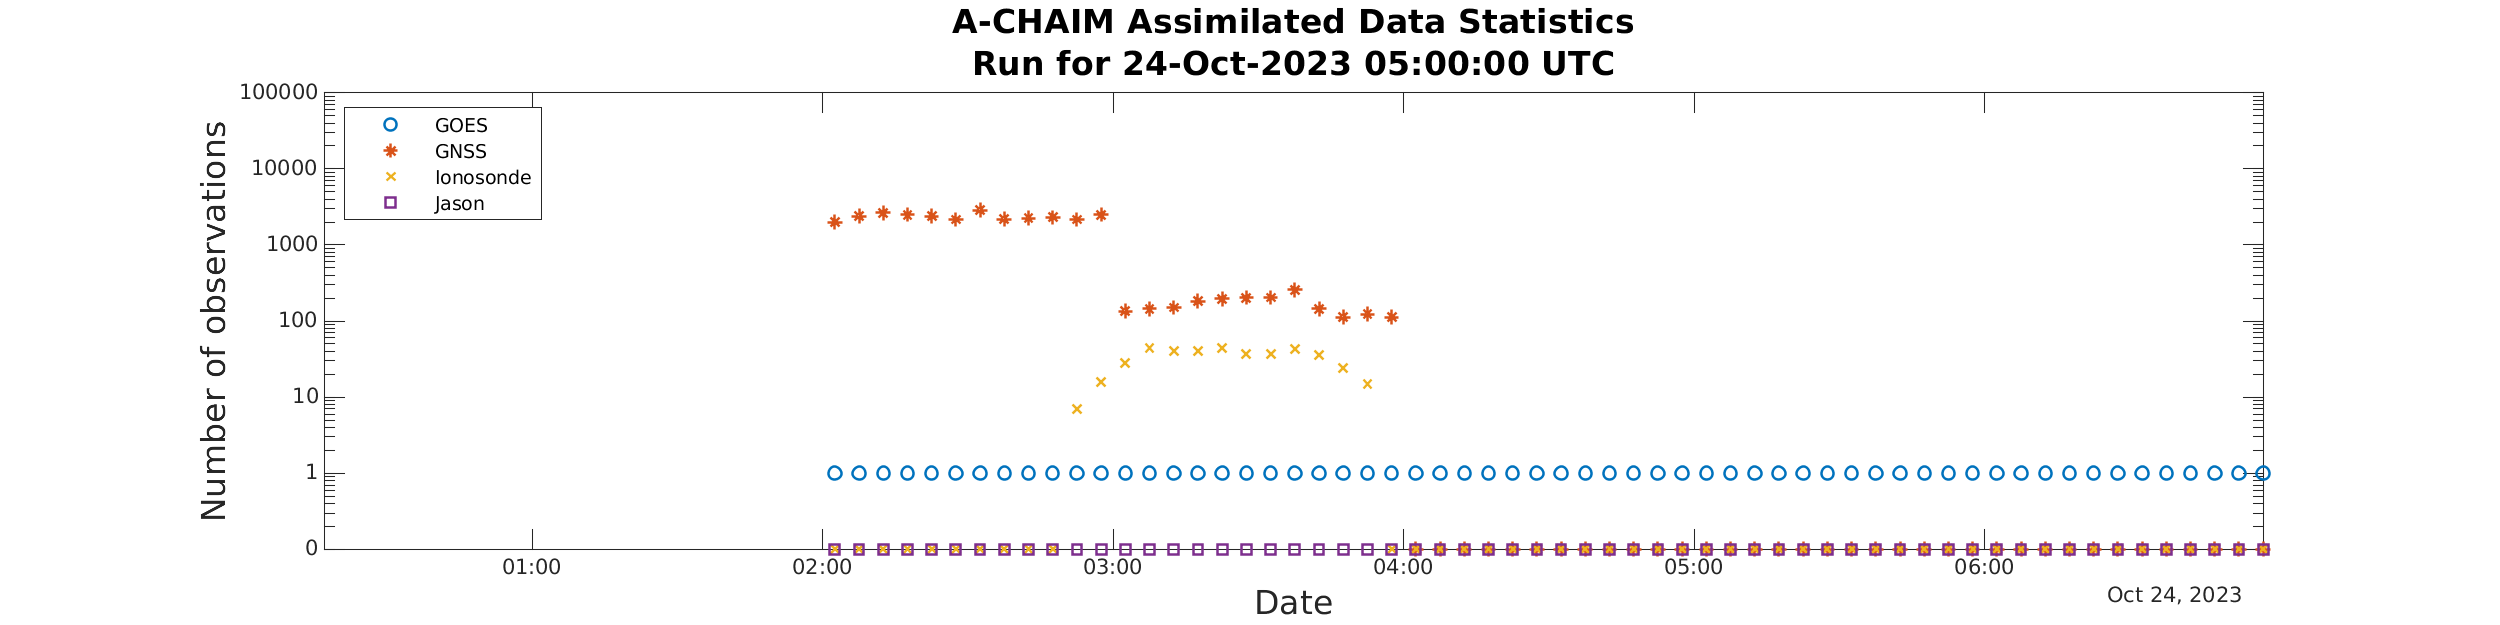 A-CHAIM Assimilated Data Statistics
Run for 24-Oct-2023 05:00:00 UTC
Number of observations
100000
10000
1000
100
10
1
0
GOES
GNSS
Ionosonde
Jason
01:00
02:00
03:00
04:00
05:00
06:00
Oct 24, 2023
Date